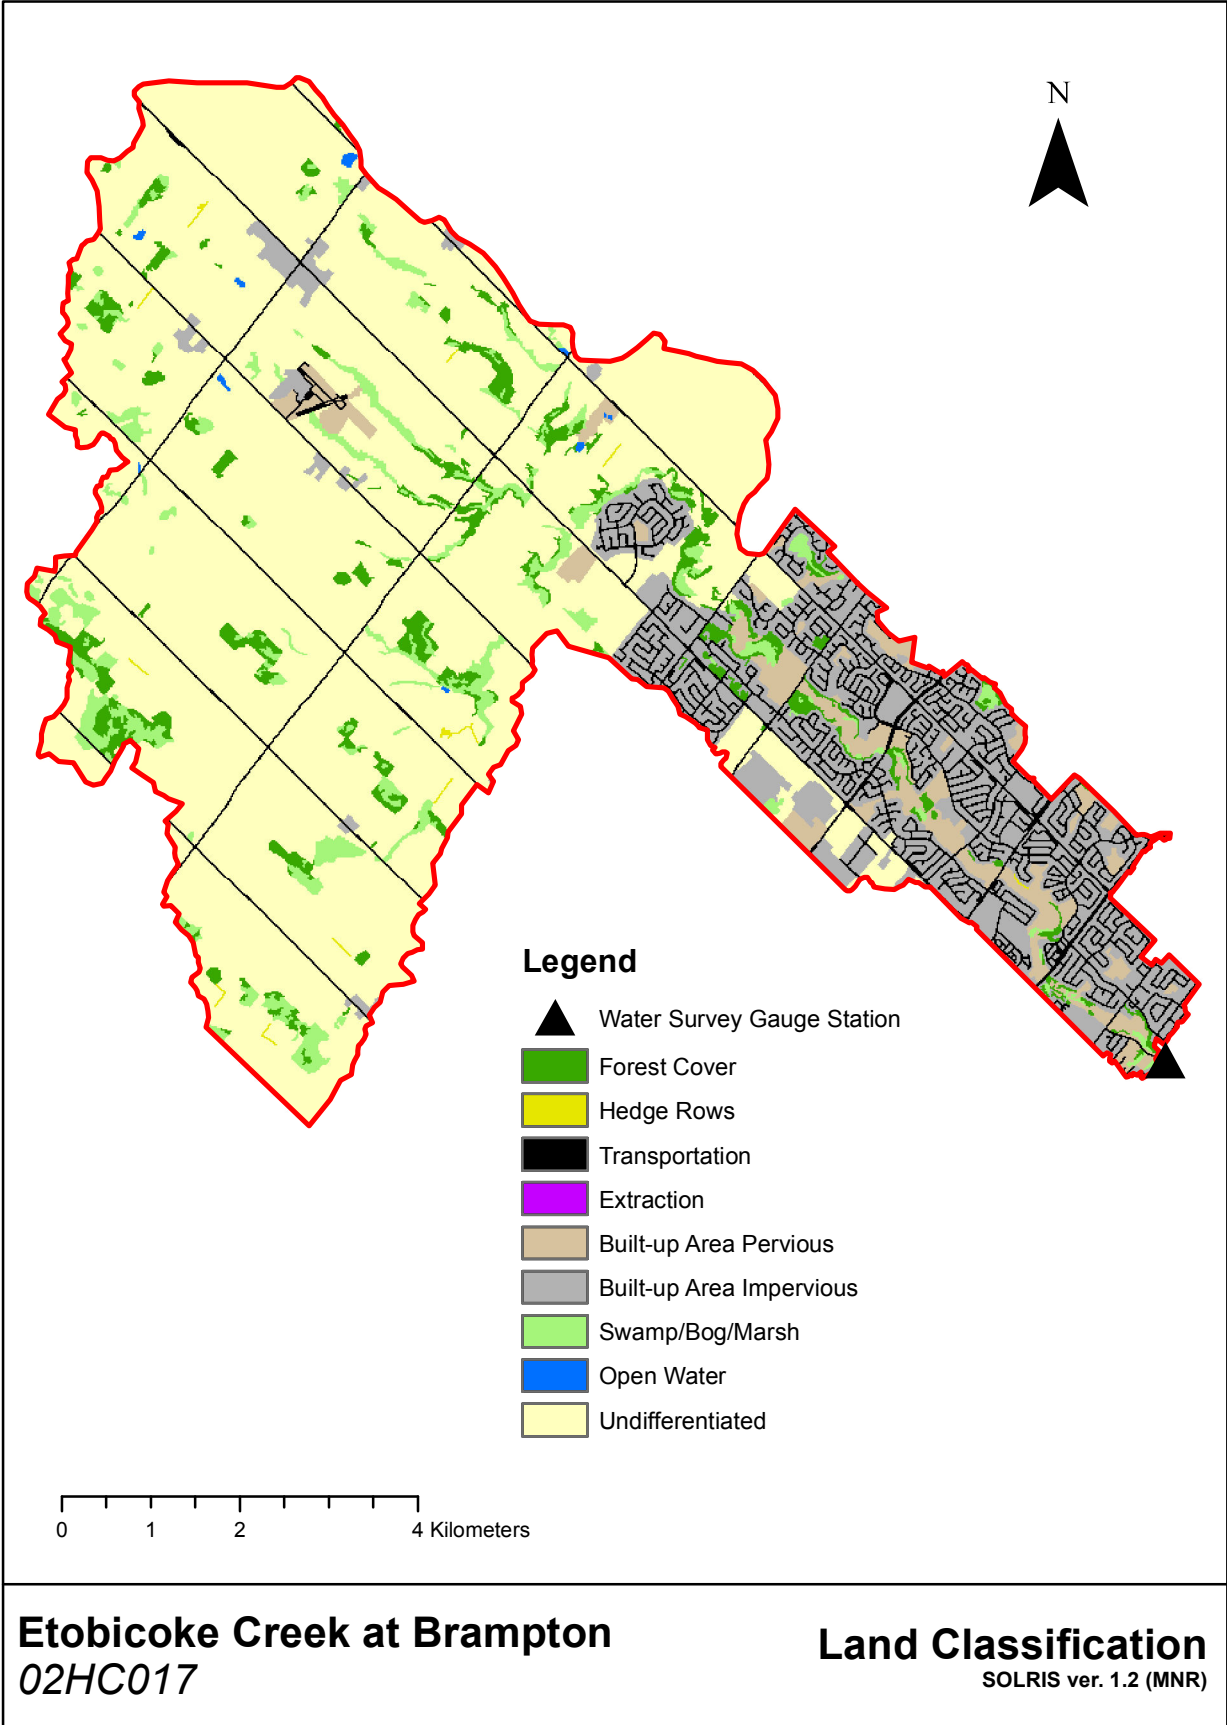 N
Legend
Water Survey Gauge Station
Forest Cover
Hedge Rows
Transportation
Extraction
Built-up Area Pervious
Built-up Area Impervious
Swamp/Bog/Marsh
Open Water
Undifferentiated
0 1 2 4 Kilometers
Etobicoke Creek at Brampton
02HC017
Land Classification
SOLRIS ver. 1.2 (MNR)